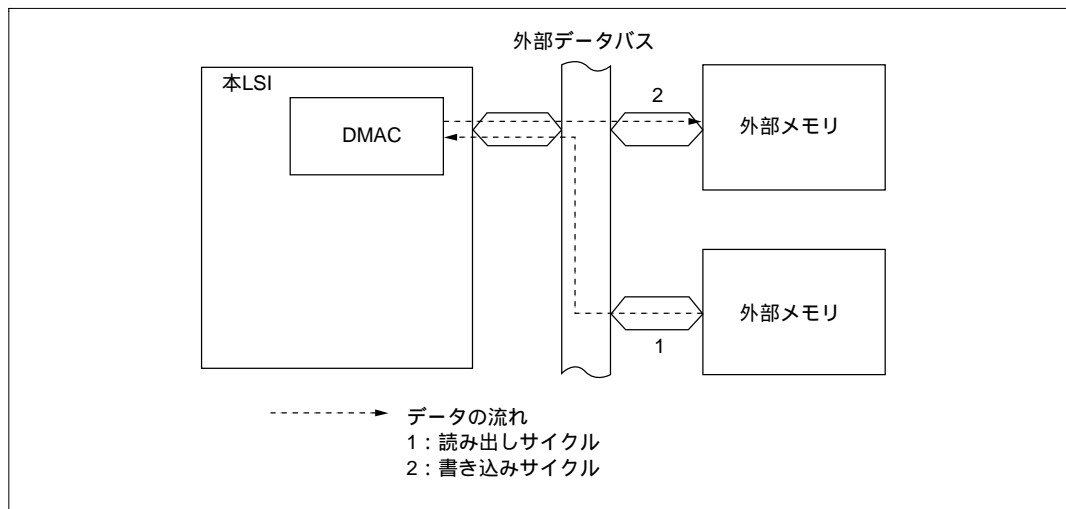 外部データバス
本LSI
DMAC
2
外部メモリ
外部メモリ
1
データの流れ
1：読み出しサイクル
2：書き込みサイクル